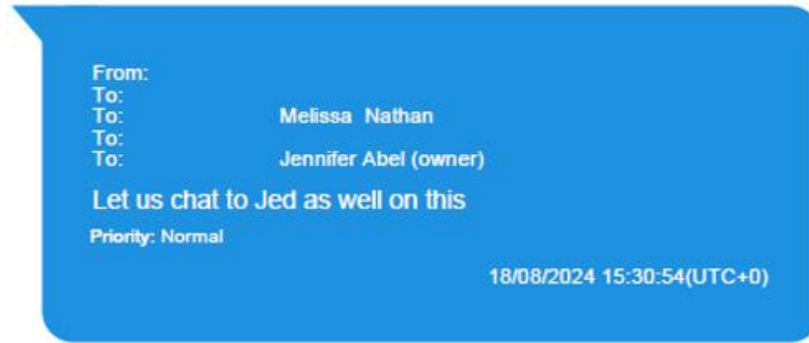 From:
To:
To: Melissa Nathan
To:
To: Jennifer Abel (owner)
Let us chat to Jed as well on this
Priority: Normal
18/08/2024 15:30:54(UTC+0)